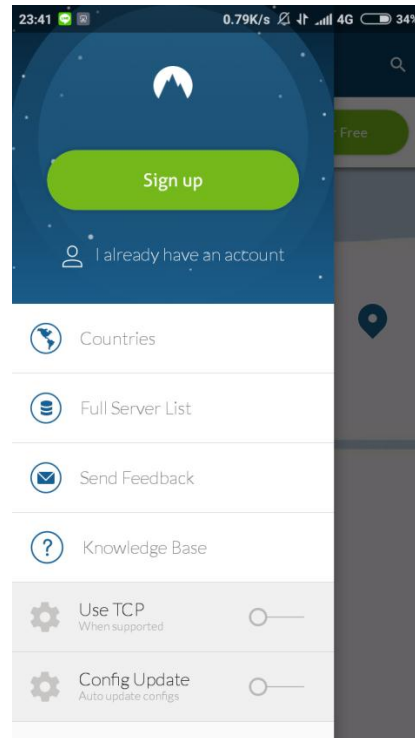 23:41 0.79K/s 4G 34%
Sign up
Free
I already have an account
Countries
Full Server List
Send Feedback
Knowledge Base
Use TCP
When supported
Config Update
Auto update configs